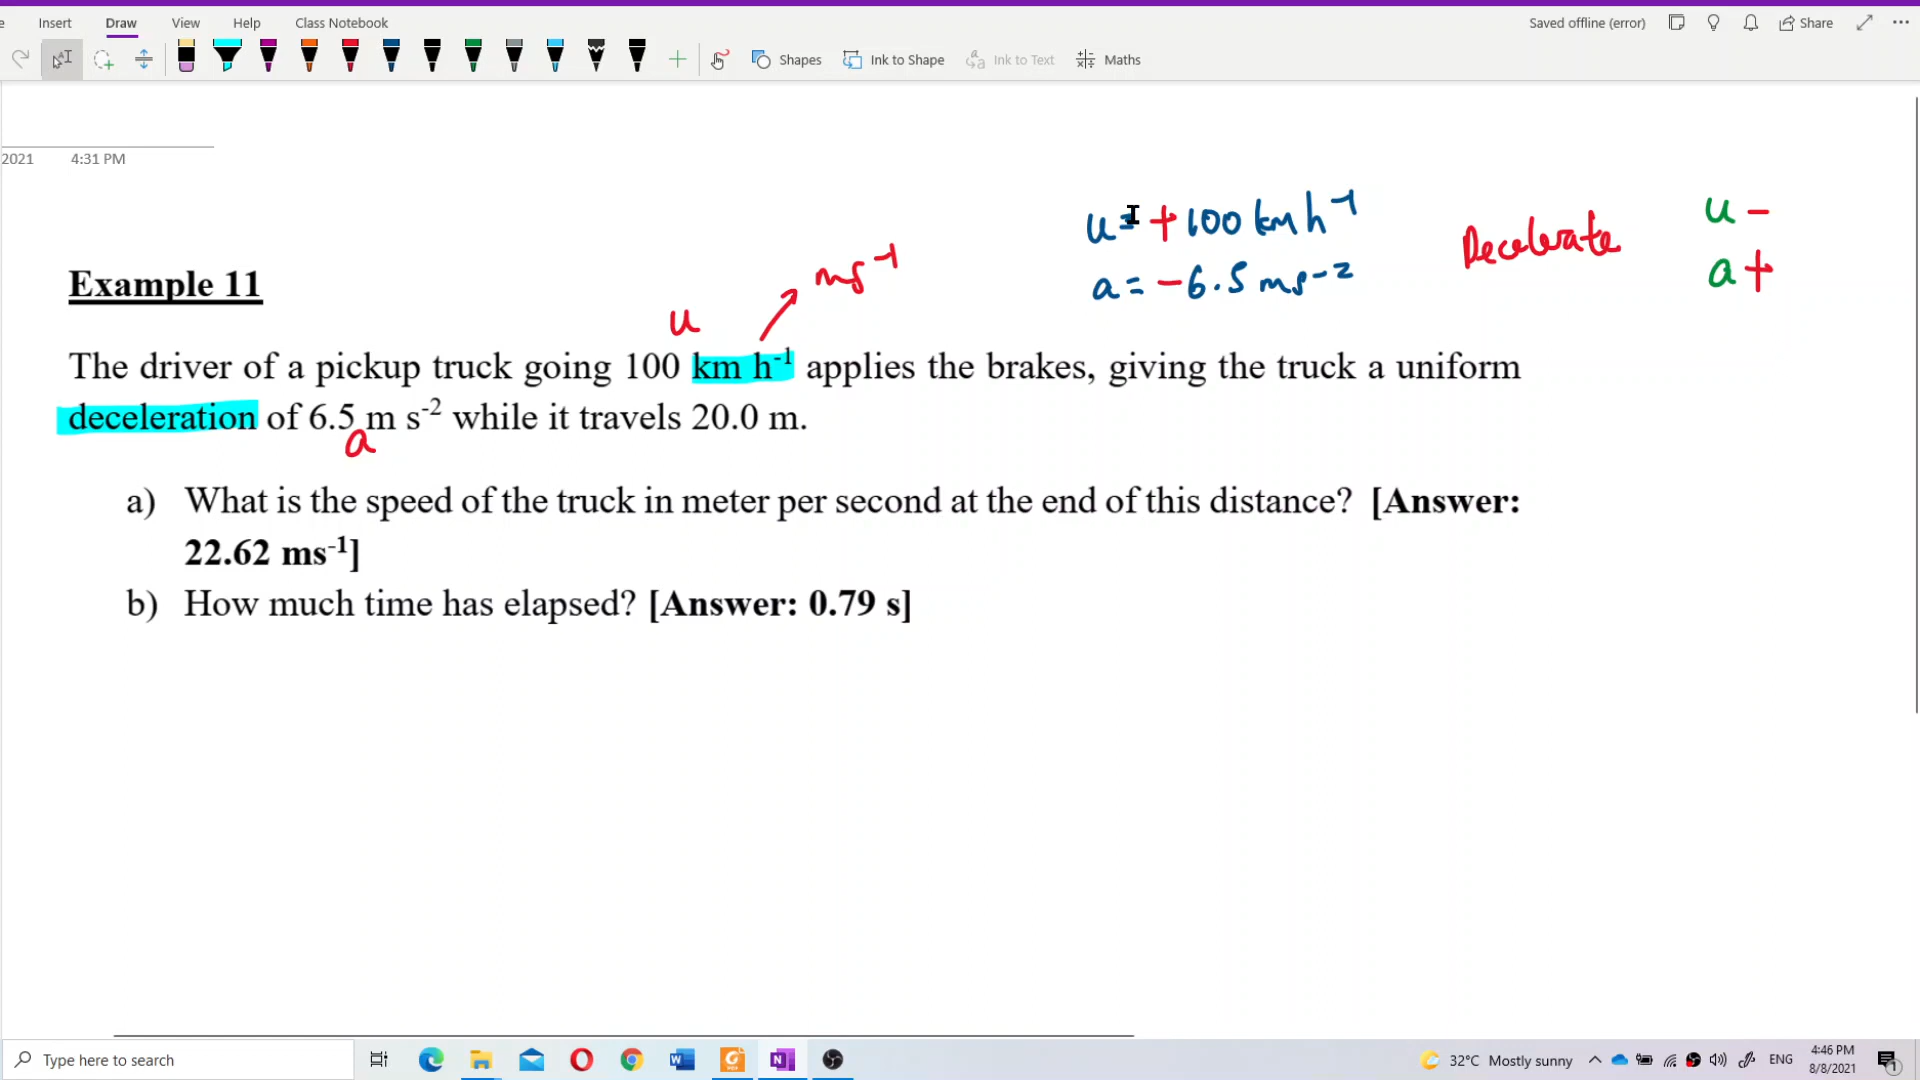 Insert Draw View Help Class Notebook Saved offline (error) Share
Shapes Ink to Shape Ink to Text Maths
2021 4:31 PM
u= +100 km h⁻¹
a = -6.5 ms⁻²
Decelerate
u -
a +
Example 11
ms⁻¹
u
The driver of a pickup truck going 100 km h⁻¹ applies the brakes, giving the truck a uniform
deceleration of 6.5 m s⁻² while it travels 20.0 m.
a
a) What is the speed of the truck in meter per second at the end of this distance? [Answer:
22.62 ms⁻¹]
b) How much time has elapsed? [Answer: 0.79 s]
Type here to search
32°C Mostly sunny ENG 4:46 PM
8/8/2021